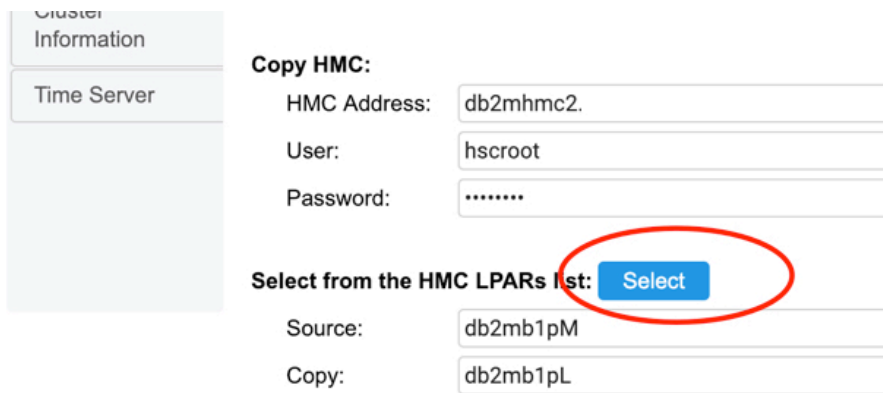 Cluster
Information
Time Server
Copy HMC:
HMC Address: db2mhmc2.
User: hscroot
Password: ••••••••
Select from the HMC LPARs list: Select
Source: db2mb1pM
Copy: db2mb1pL